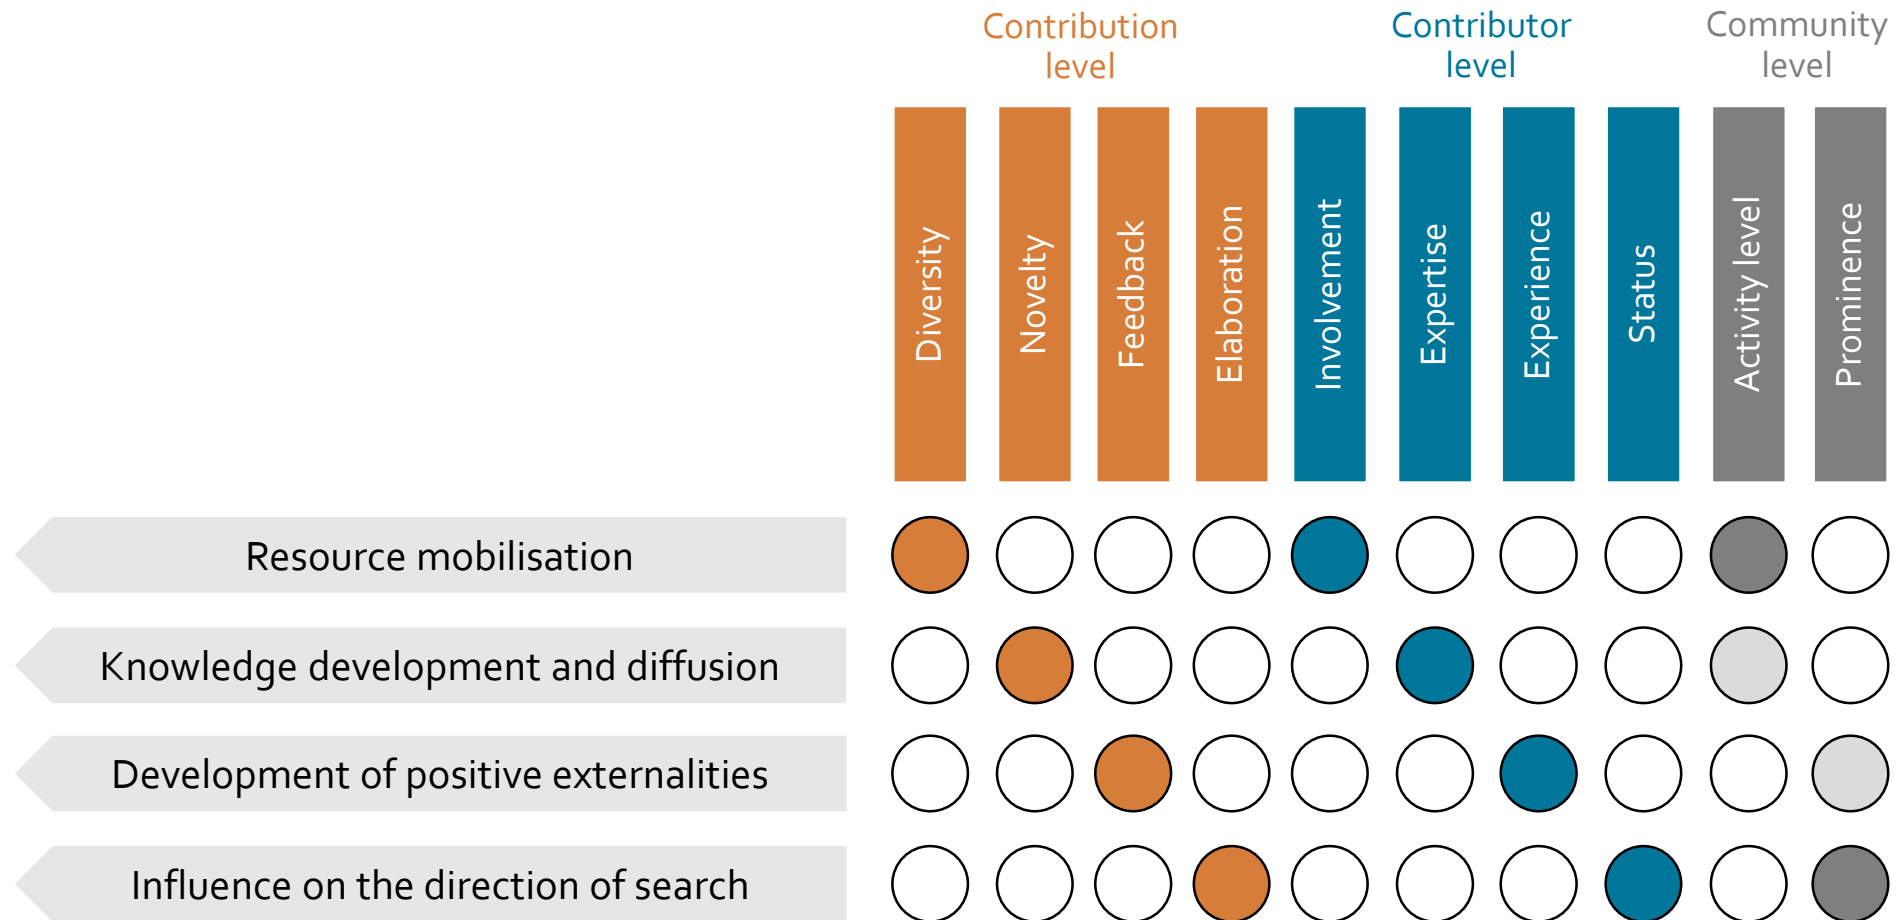 Contribution
level
Contributor
level
Community
level
Diversity
Novelty
Feedback
Elaboration
Involvement
Expertise
Experience
Status
Activity level
Prominence
Resource mobilisation
Knowledge development and diffusion
Development of positive externalities
Influence on the direction of search